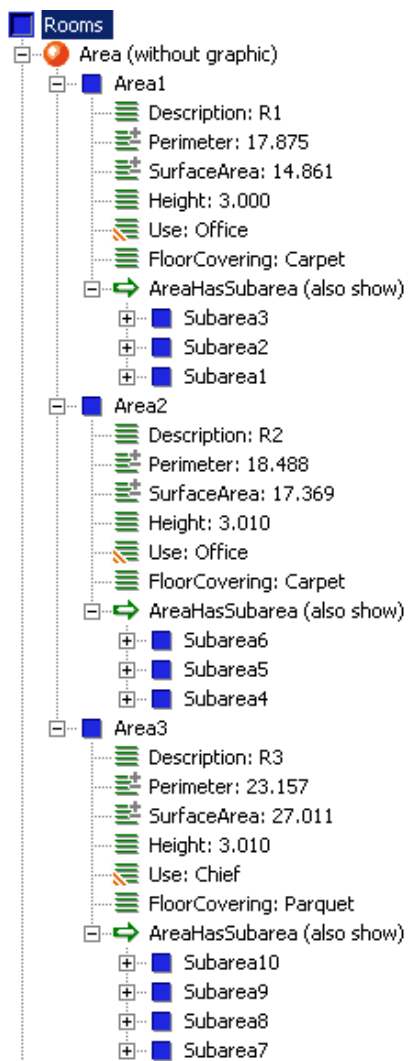 Rooms
Area (without graphic)
Area1
Description: R1
Perimeter: 17.875
SurfaceArea: 14.861
Height: 3.000
Use: Office
FloorCovering: Carpet
AreaHasSubarea (also show)
Subarea3
Subarea2
Subarea1
Area2
Description: R2
Perimeter: 18.488
SurfaceArea: 17.369
Height: 3.010
Use: Office
FloorCovering: Carpet
AreaHasSubarea (also show)
Subarea6
Subarea5
Subarea4
Area3
Description: R3
Perimeter: 23.157
SurfaceArea: 27.011
Height: 3.010
Use: Chief
FloorCovering: Parquet
AreaHasSubarea (also show)
Subarea10
Subarea9
Subarea8
Subarea7